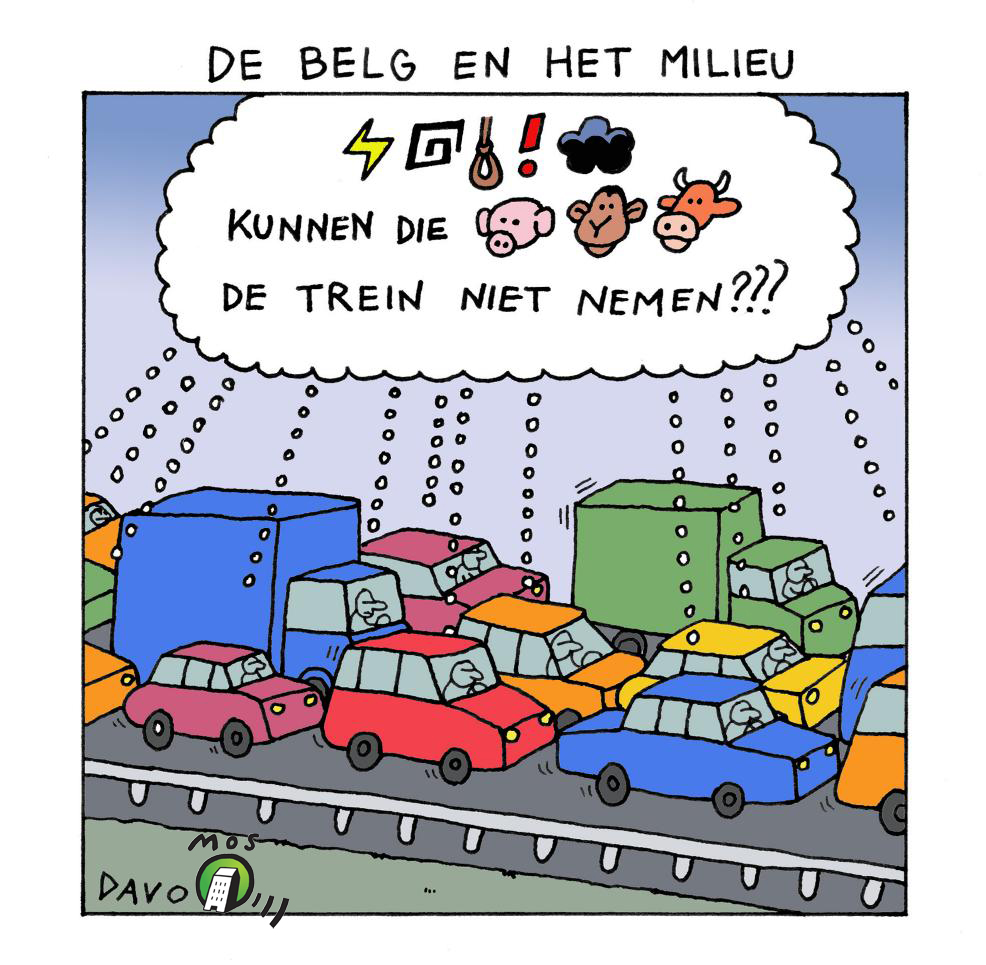 DE BELG EN HET MILIEU
!
KUNNEN DIE
DE TREIN NIET NEMEN???
MOS
DAVO